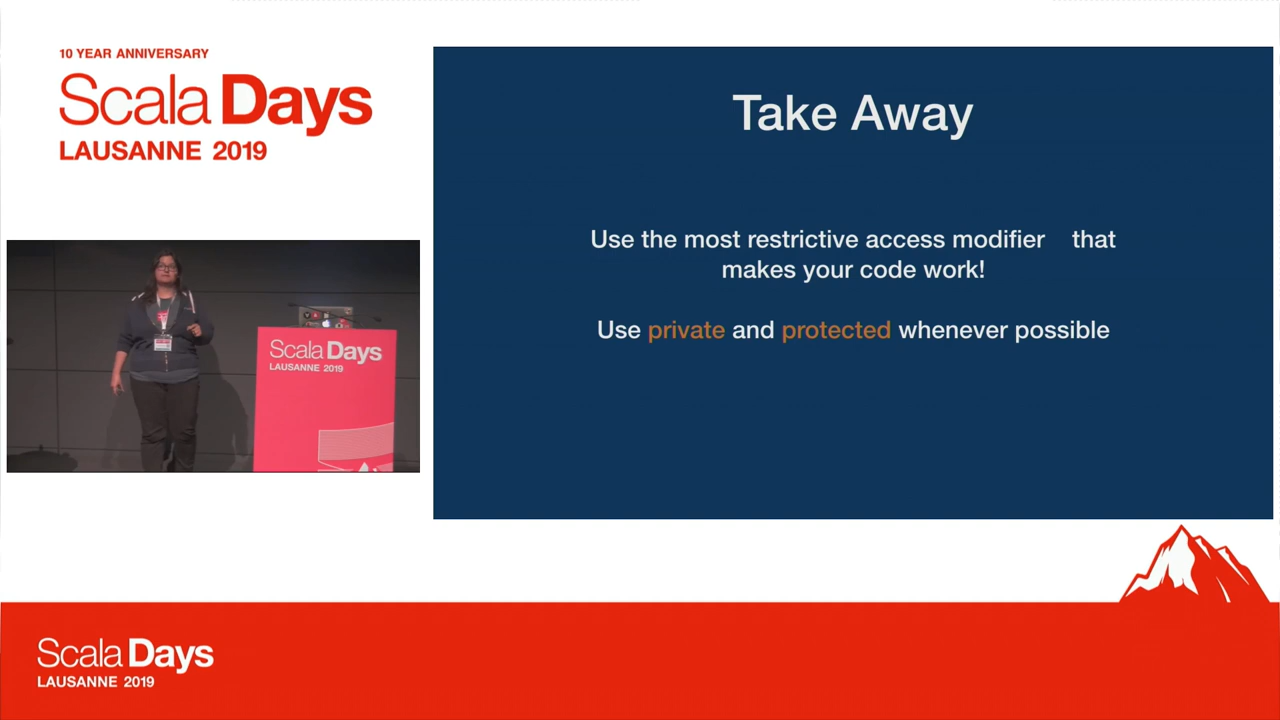 10 YEAR ANNIVERSARY
Scala Days
LAUSANNE 2019
Take Away
Use the most restrictive access modifier that
makes your code work!
Use private and protected whenever possible
Scala Days
LAUSANNE 2019
Scala Days
LAUSANNE 2019